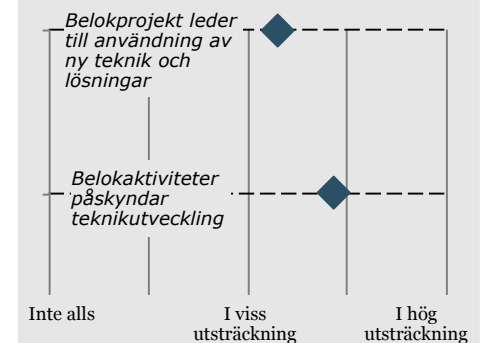 Belokprojekt leder
till användning av
ny teknik och
lösningar
Belokaktiviteter
påskyndar
teknikutveckling
Inte alls
I viss
utsträckning
I hög
utsträckning